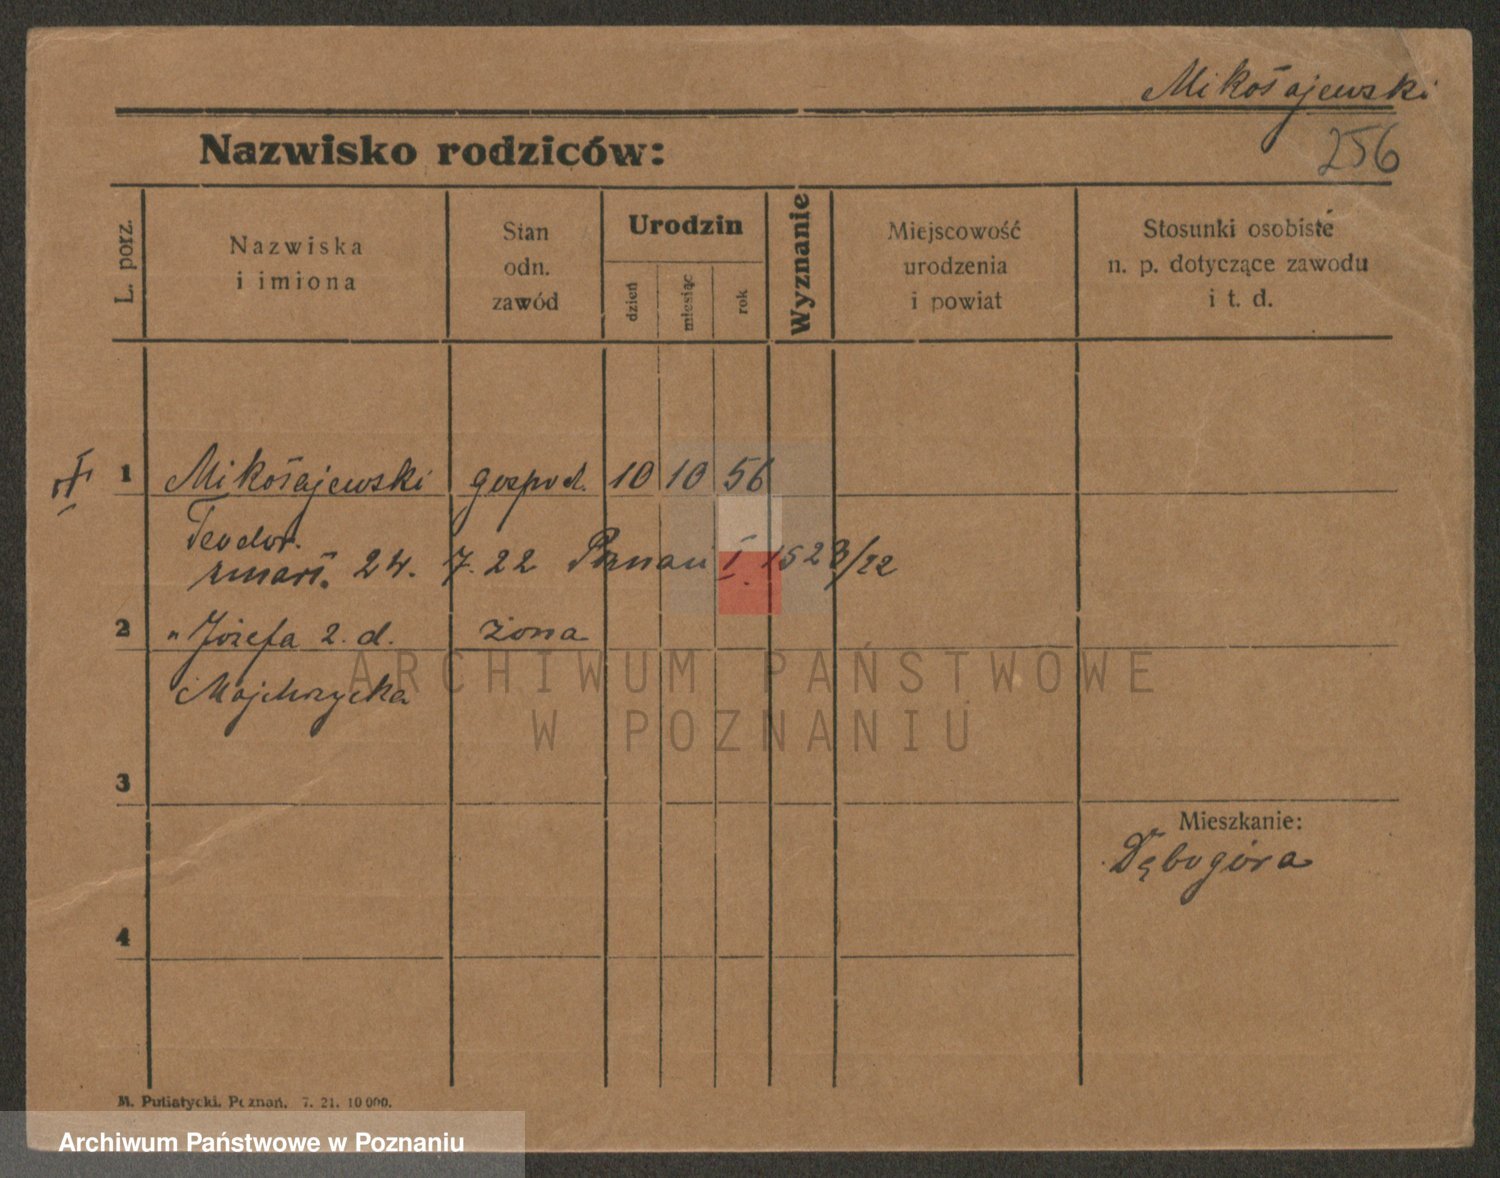 Mikołajewski
256
Nazwisko rodziców:
L. porz.
Nazwiska
i imiona
Stan
odn.
zawód
Urodzin
dzień
miesiąc
rok
Wyznanie
Miejscowość
urodzenia
i powiat
Stosunki osobiste
n. p. dotyczące zawodu
i t. d.
1 Mikołajewski gospod. 10 10 56
Teodor.
zmarł. 24. 7. 22 Poznań I. 1523/22
2 " Józefa 2. d. żona
Majchrzycka
ARCHIWUM PAŃSTWOWE
W POZNANIU
3
Mieszkanie:
Dębogóra
4
M. Putiatycki, Poznań, 7. 21. 10 000.
Archiwum Państwowe w Poznaniu